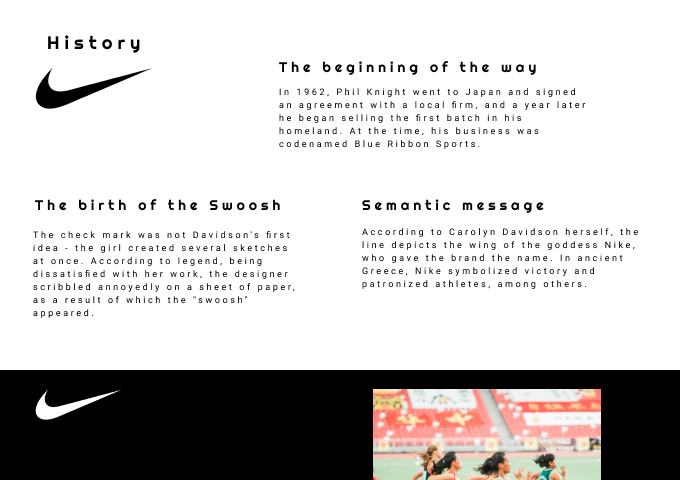 History
The beginning of the way
In 1962, Phil Knight went to Japan and signed
an agreement with a local firm, and a year later
he began selling the first batch in his
homeland. At the time, his business was
codenamed Blue Ribbon Sports.
The birth of the Swoosh
The check mark was not Davidson's first
idea - the girl created several sketches
at once. According to legend, being
dissatisfied with her work, the designer
scribbled annoyedly on a sheet of paper,
as a result of which the "swoosh"
appeared.
Semantic message
According to Carolyn Davidson herself, the
line depicts the wing of the goddess Nike,
who gave the brand the name. In ancient
Greece, Nike symbolized victory and
patronized athletes, among others.